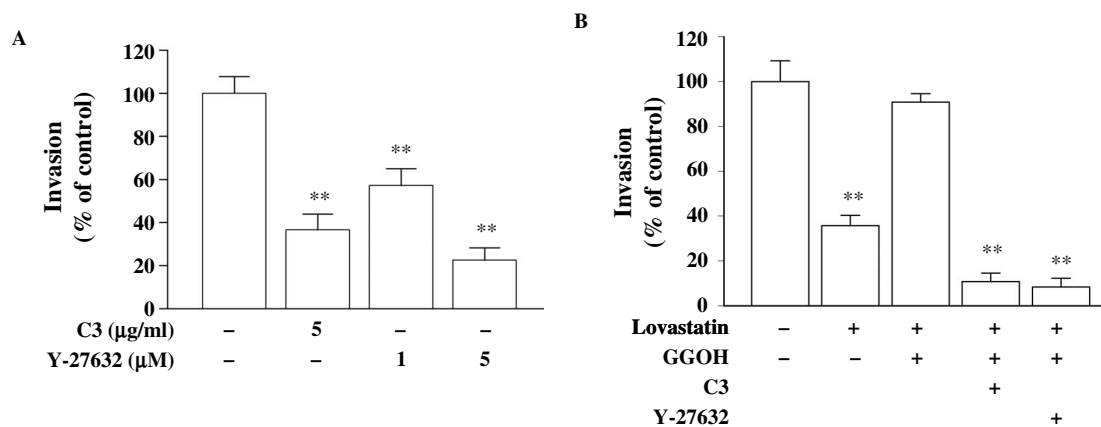 A
Invasion
(% of control)
120
100
80
60
40
20
0
**
**
**
C3 (μg/ml) – 5 – –
Y-27632 (μM) – – 1 5
B
Invasion
(% of control)
120
100
80
60
40
20
0
**
**
**
Lovastatin – + + + +
GGOH – – + + +
C3 +
Y-27632 +